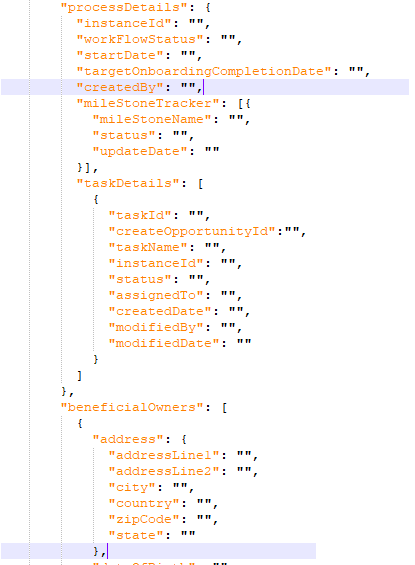 "processDetails": {
"instanceId": "",
"workFlowStatus": "",
"startDate": "",
"targetOnboardingCompletionDate": "",
"createdBy": "",
"mileStoneTracker": [{
"mileStoneName": "",
"status": "",
"updateDate": ""
}],
"taskDetails": [
{
"taskId": "",
"createOpportunityId":"",
"taskName": "",
"instanceId": "",
"status": "",
"assignedTo": "",
"createdDate": "",
"modifiedBy": "",
"modifiedDate": ""
}
]
},
"beneficialOwners": [
{
"address": {
"addressLine1": "",
"addressLine2": "",
"city": "",
"country": "",
"zipCode": "",
"state": ""
},